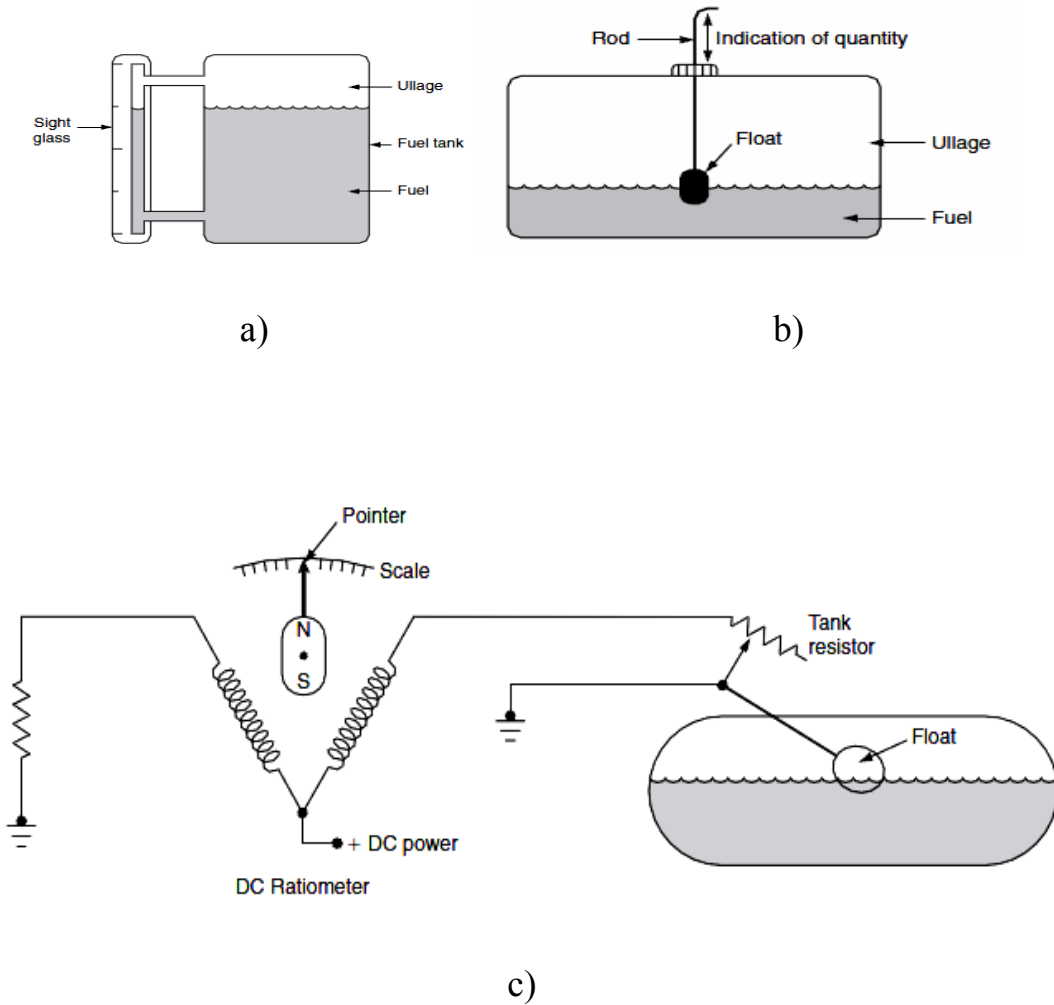 Ullage
Sight
glass
Fuel tank
Fuel
a)
Rod
Indication of quantity
Float
Ullage
Fuel
b)
Pointer
Scale
N
S
Tank
resistor
Float
+ DC power
DC Ratiometer
c)